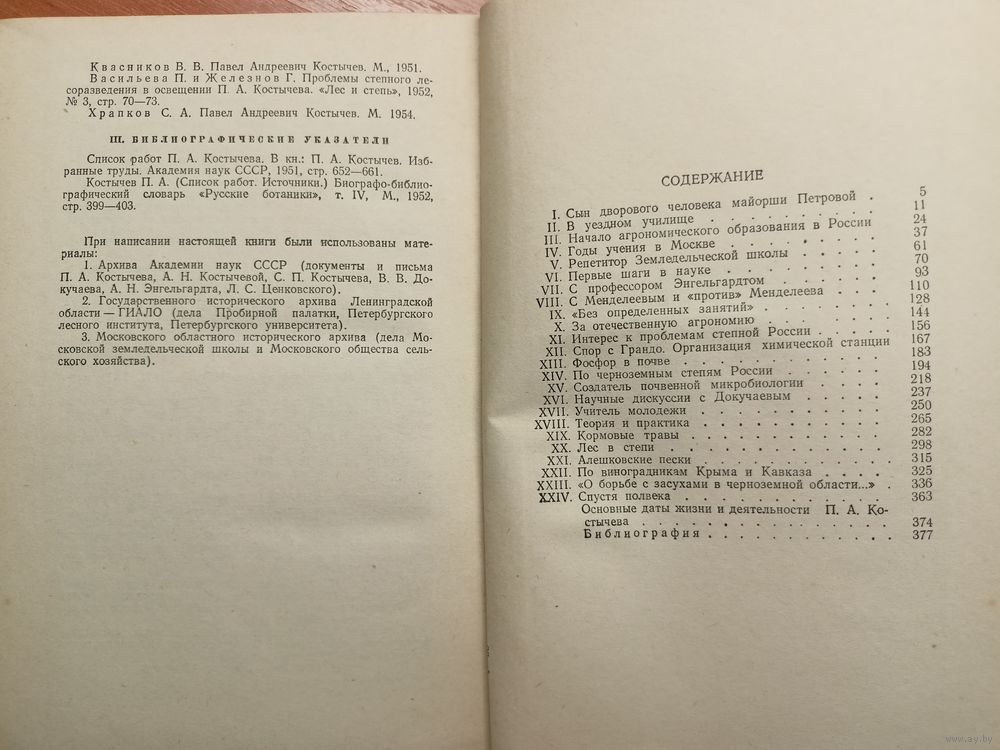 Квасников В. В. Павел Андреевич Костычев. М., 1951.
Васильева П. и Железнов Г. Проблемы степного ле-
соразведения в освещении П. А. Костычева. «Лес и степь», 1952,
№ 3, стр. 70—73.
Храпков С. А. Павел Андреевич Костычев. М. 1954.
III. БИБЛИОГРАФИЧЕСКИЕ УКАЗАТЕЛИ
Список работ П. А. Костычева. В кн.: П. А. Костычев. Изб-
ранные труды. Академия наук СССР, 1951, стр. 652—661.
Костычев П. А. (Список работ. Источники.) Биографо-библио-
графический словарь «Русские ботаники», т. IV, М., 1952,
стр. 399—403.
При написании настоящей книги были использованы мате-
риалы:
1. Архива Академии наук СССР (документы и письма
П. А. Костычева, А. Н. Костычевой, С. П. Костычева, В. В. До-
кучаева, А. Н. Энгельгардта, Л. С. Ценковского).
2. Государственного исторического архива Ленинградской
области — ГИАЛО (дела Пробирной палатки, Петербургского
лесного института, Петербургского университета).
3. Московского областного исторического архива (дела Мо-
сковской земледельческой школы и Московского общества сель-
ского хозяйства).
СОДЕРЖАНИЕ
I. Сын дворового человека майорши Петровой . 5
II. В уездном училище . . . . . . . . 11
III. Начало агрономического образования в России 24
IV. Годы учения в Москве . . . . . . . 37
V. Репетитор Земледельческой школы . . . . . 61
VI. Первые шаги в науке . . . . . . . 70
VII. С профессором Энгельгардтом . . . . . 93
VIII. С Менделеевым и «против» Менделеева . . . 110
IX. «Без определенных занятий» . . . . . . 128
X. За отечественную агрономию . . . . . . 144
XI. Интерес к проблемам степной России . . . . 156
XII. Спор с Грандо. Организация химической станции 167
XIII. Фосфор в почве . . . . . . . . . 183
XIV. По черноземным степям России . . . . . 194
XV. Создатель почвенной микробиологии . . . . 218
XVI. Научные дискуссии с Докучаевым . . . . . 237
XVII. Учитель молодежи . . . . . . . . . 250
XVIII. Теория и практика . . . . . . . . . 265
XIX. Кормовые травы . . . . . . . . . 282
XX. Лес в степи . . . . . . . . . . 298
XXI. Алешковские пески . . . . . . . . . 315
XXII. По виноградникам Крыма и Кавказа . . . . 325
XXIII. «О борьбе с засухами в черноземной области...» . 336
XXIV. Спустя полвека . . . . . . . . . . 363
Основные даты жизни и деятельности П. А. Ко-
стычева . . . . . . . . . . . . 374
Библиография . . . . . . . . . 377
www.ay.by